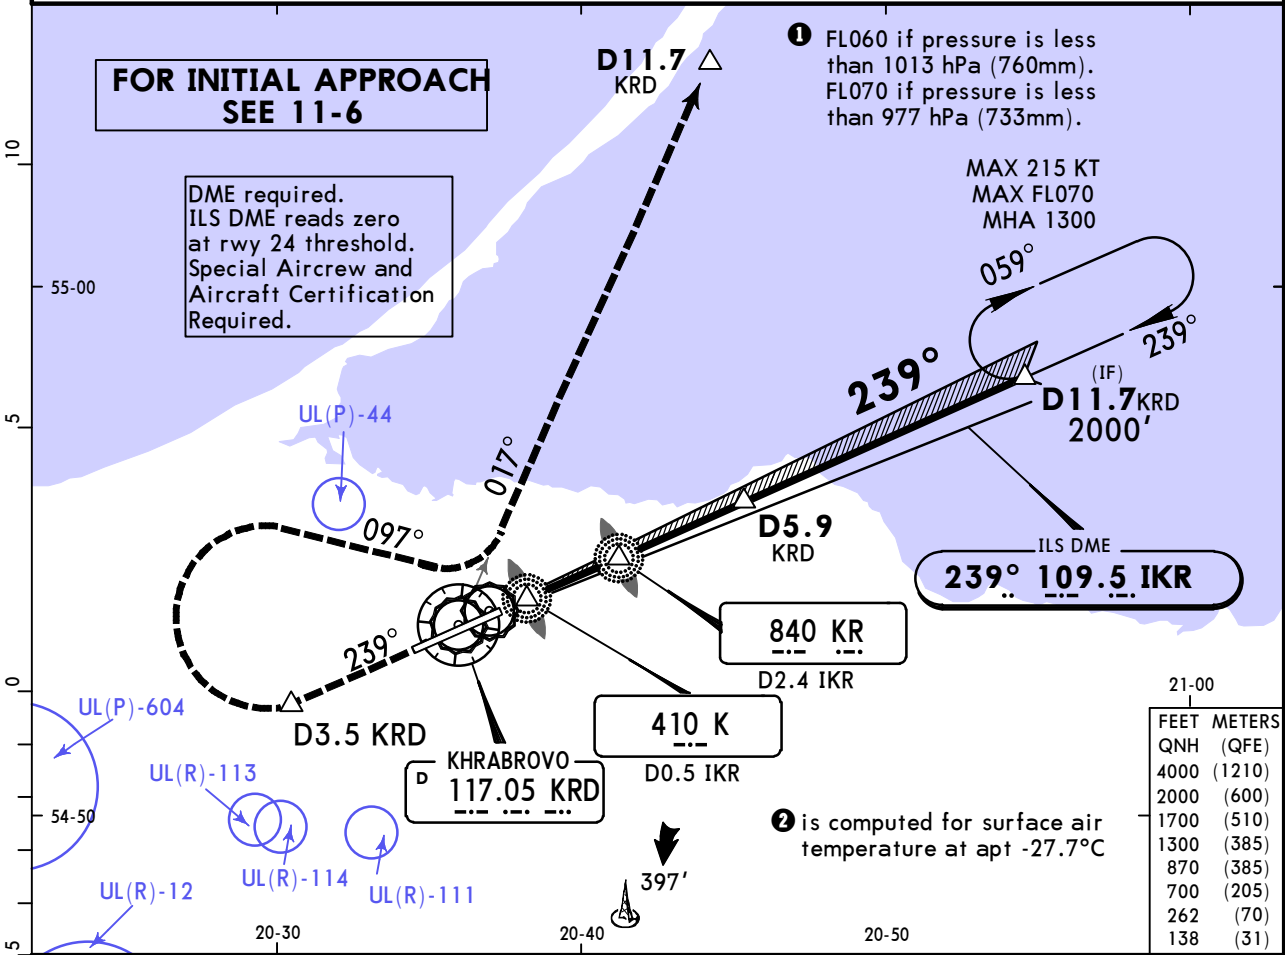 FOR INITIAL APPROACH
SEE 11-6
D11.7
KRD
1 FL060 if pressure is less
than 1013 hPa (760mm).
FL070 if pressure is less
than 977 hPa (733mm).
10
DME required.
ILS DME reads zero
at rwy 24 threshold.
Special Aircrew and
Aircraft Certification
Required.
MAX 215 KT
MAX FL070
MHA 1300
059°
239°
55-00
239°
(IF)
D11.7 KRD
2000'
UL(P)-44
5
017°
097°
D5.9
KRD
ILS DME
239° 109.5 IKR
840 KR
D2.4 IKR
239°
0
UL(P)-604
D3.5 KRD
410 K
D0.5 IKR
KHRABROVO
D 117.05 KRD
UL(R)-113
54-50
UL(R)-114
UL(R)-111
UL(R)-12
397'
2 is computed for surface air
temperature at apt -27.7°C
21-00
FEET METERS
QNH (QFE)
4000 (1210)
2000 (600)
1700 (510)
1300 (385)
870 (385)
700 (205)
262 (70)
138 (31)
5
20-30
20-40
20-50